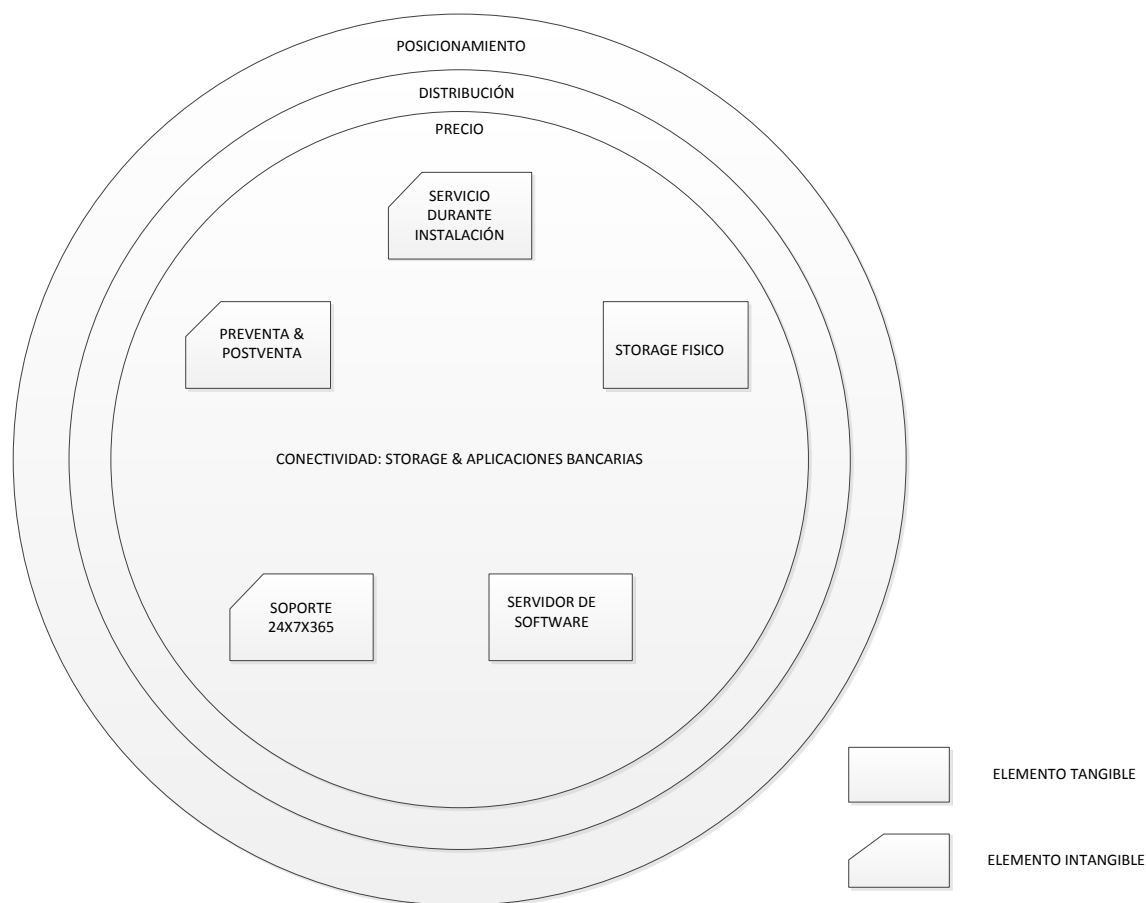 POSICIONAMIENTO
DISTRIBUCIÓN
PRECIO
SERVICIO
DURANTE
INSTALACIÓN
PREVENTA &
POSTVENTA
STORAGE FISICO
CONECTIVIDAD: STORAGE & APLICACIONES BANCARIAS
SOPORTE
24X7X365
SERVIDOR DE
SOFTWARE
ELEMENTO TANGIBLE
ELEMENTO INTANGIBLE